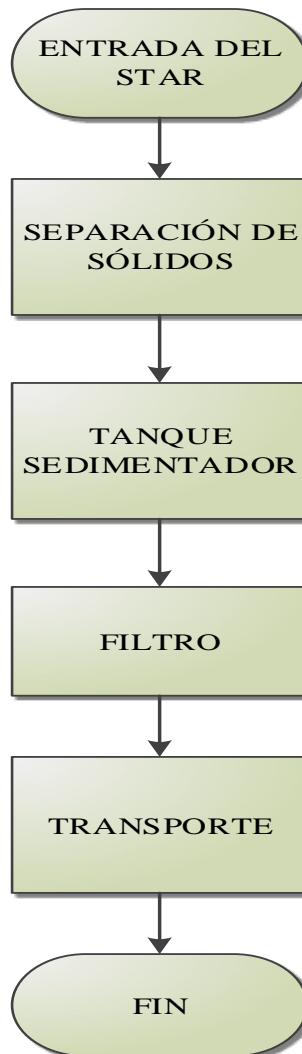 ENTRADA DEL
STAR
SEPARACIÓN DE
SÓLIDOS
TANQUE
SEDIMENTADOR
FILTRO
TRANSPORTE
FIN